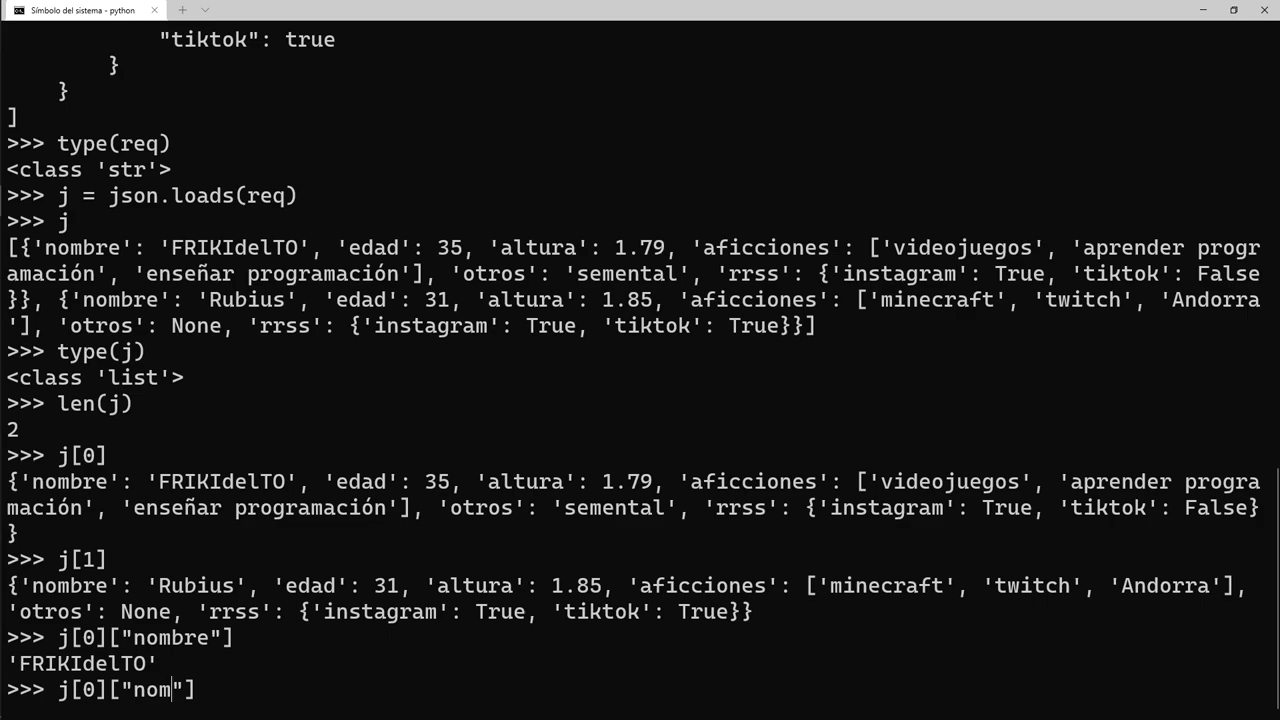 Símbolo del sistema - python
            "tiktok": true
        }
    }
]
>>> type(req)
<class 'str'>
>>> j = json.loads(req)
>>> j
[{'nombre': 'FRIKIdelTO', 'edad': 35, 'altura': 1.79, 'aficciones': ['videojuegos', 'aprender progr
amación', 'enseñar programación'], 'otros': 'semental', 'rrss': {'instagram': True, 'tiktok': False
}}, {'nombre': 'Rubius', 'edad': 31, 'altura': 1.85, 'aficciones': ['minecraft', 'twitch', 'Andorra
'], 'otros': None, 'rrss': {'instagram': True, 'tiktok': True}}]
>>> type(j)
<class 'list'>
>>> len(j)
2
>>> j[0]
{'nombre': 'FRIKIdelTO', 'edad': 35, 'altura': 1.79, 'aficciones': ['videojuegos', 'aprender progra
mación', 'enseñar programación'], 'otros': 'semental', 'rrss': {'instagram': True, 'tiktok': False}
}
>>> j[1]
{'nombre': 'Rubius', 'edad': 31, 'altura': 1.85, 'aficciones': ['minecraft', 'twitch', 'Andorra'],
'otros': None, 'rrss': {'instagram': True, 'tiktok': True}}
>>> j[0]["nombre"]
'FRIKIdelTO'
>>> j[0]["nom"]